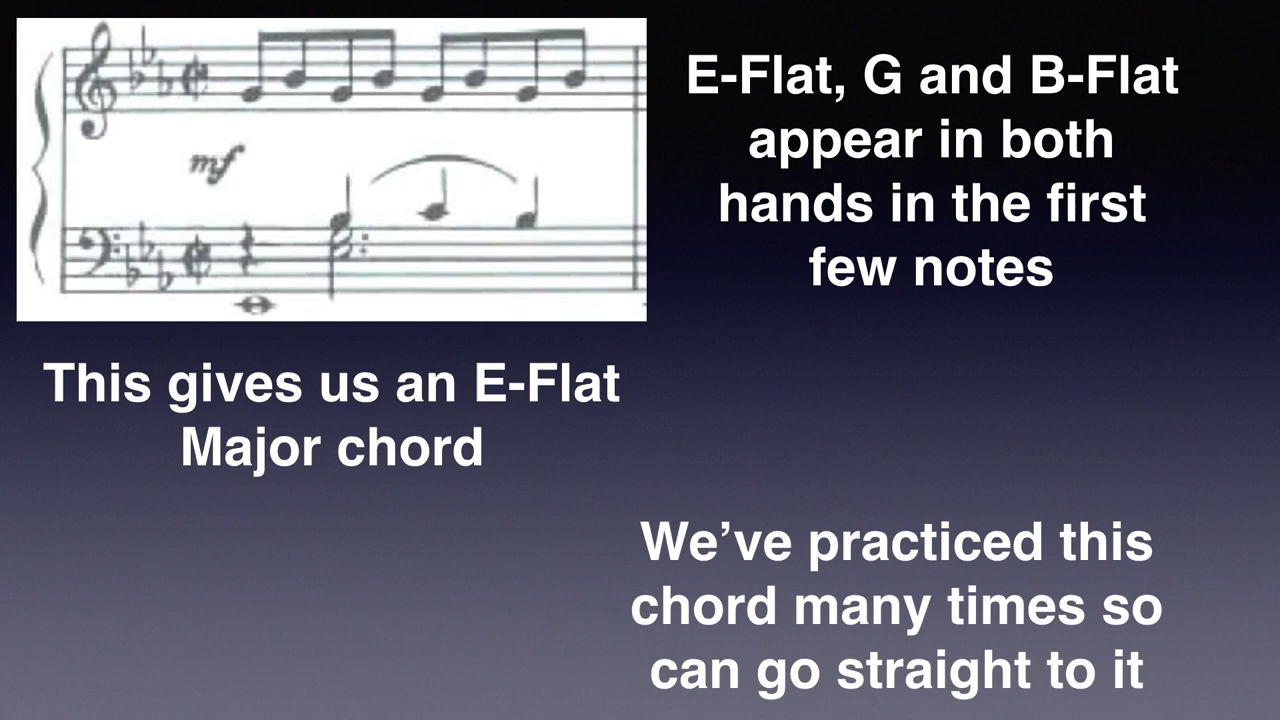 mf
E-Flat, G and B-Flat
appear in both
hands in the first
few notes
This gives us an E-Flat
Major chord
We’ve practiced this
chord many times so
can go straight to it